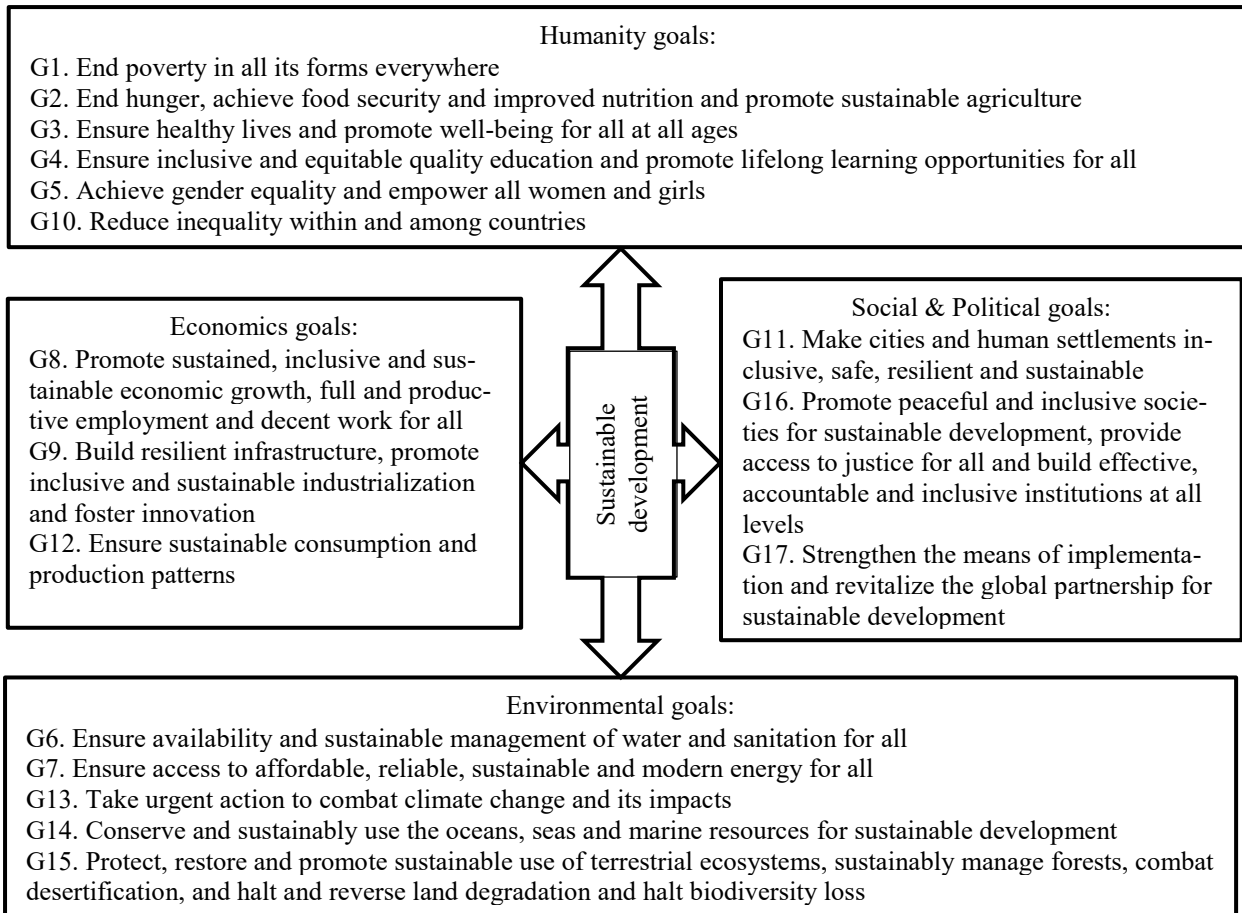 Humanity goals:
G1. End poverty in all its forms everywhere
G2. End hunger, achieve food security and improved nutrition and promote sustainable agriculture
G3. Ensure healthy lives and promote well-being for all at all ages
G4. Ensure inclusive and equitable quality education and promote lifelong learning opportunities for all
G5. Achieve gender equality and empower all women and girls
G10. Reduce inequality within and among countries
Economics goals:
G8. Promote sustained, inclusive and sus-
tainable economic growth, full and produc-
tive employment and decent work for all
G9. Build resilient infrastructure, promote
inclusive and sustainable industrialization
and foster innovation
G12. Ensure sustainable consumption and
production patterns
Sustainable
development
Social & Political goals:
G11. Make cities and human settlements in-
clusive, safe, resilient and sustainable
G16. Promote peaceful and inclusive socie-
ties for sustainable development, provide
access to justice for all and build effective,
accountable and inclusive institutions at all
levels
G17. Strengthen the means of implementa-
tion and revitalize the global partnership for
sustainable development
Environmental goals:
G6. Ensure availability and sustainable management of water and sanitation for all
G7. Ensure access to affordable, reliable, sustainable and modern energy for all
G13. Take urgent action to combat climate change and its impacts
G14. Conserve and sustainably use the oceans, seas and marine resources for sustainable development
G15. Protect, restore and promote sustainable use of terrestrial ecosystems, sustainably manage forests, combat
desertification, and halt and reverse land degradation and halt biodiversity loss